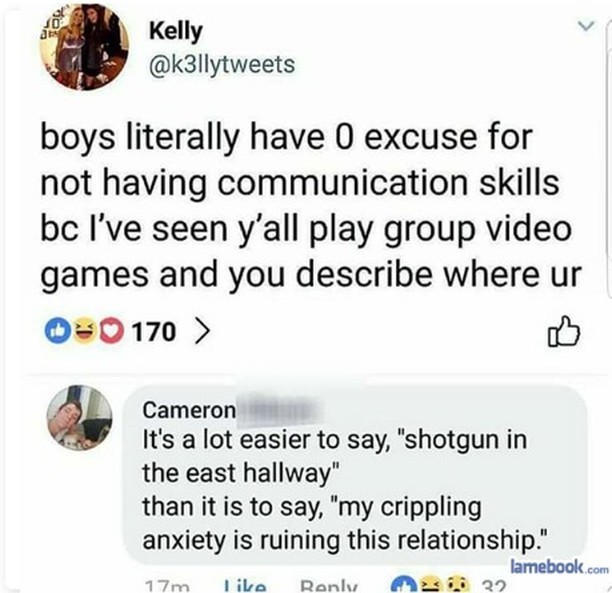 Kelly
@k3llytweets
boys literally have 0 excuse for
not having communication skills
bc I've seen y'all play group video
games and you describe where ur
170
Cameron
It's a lot easier to say, "shotgun in
the east hallway"
than it is to say, "my crippling
anxiety is ruining this relationship."
lamebook.com
17m Like Reply 32